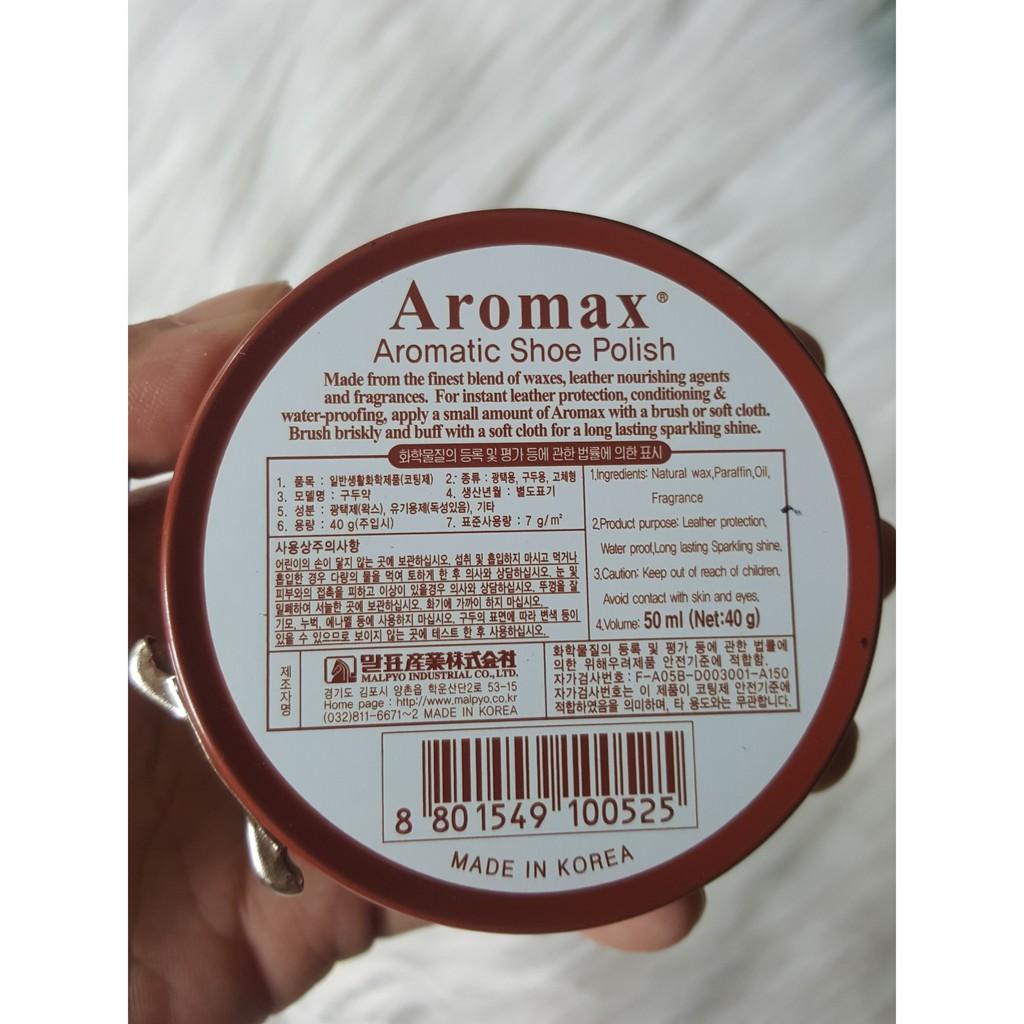 Aromax®
Aromatic Shoe Polish
Made from the finest blend of waxes, leather nourishing agents
and fragrances. For instant leather protection, conditioning &
water-proofing, apply a small amount of Aromax with a brush or soft cloth.
Brush briskly and buff with a soft cloth for a long lasting sparkling shine.
화학물질의 등록 및 평가 등에 관한 법률에 의한 표시
1. 품목 : 일반생활화학제품(코팅제) 2. 종류 : 광택용, 구두용, 고체형
3. 모델명 : 구두약 4. 생산년월 : 별도표기
5. 성분 : 광택제(왁스), 유기용제(독성있음), 기타
6. 용량 : 40 g(주입시) 7. 표준사용량 : 7 g/m²
사용상주의사항
어린이의 손이 닿지 않는 곳에 보관하십시오. 섭취 및 흡입하지 마시고 먹거나
흡입한 경우 다량의 물을 먹여 토하게 한 후 의사와 상담하십시오. 눈 및
피부와의 접촉을 피하고 이상이 있을경우 의사와 상담하십시오. 뚜껑을 잘
밀폐하여 서늘한 곳에 보관하십시오. 화기에 가까이 하지 마십시오.
기모, 누벅, 에나멜 등에 사용하지 마십시오. 구두의 표면에 따라 변색 등이
있을 수 있으므로 보이지 않는 곳에 테스트 한 후 사용하십시오.
1.Ingredients: Natural wax,Paraffin,Oil,
Fragrance
2.Product purpose: Leather protection,
Water proof,Long lasting Sparkling shine.
3.Caution: Keep out of reach of children.
Avoid contact with skin and eyes.
4.Volume: 50 ml (Net:40 g)
제조자명
말표産業株式会社
MALPYO INDUSTRIAL CO., LTD.
경기도 김포시 양촌읍 학운산단2로 53-15
Home page : http://www.malpyo.co.kr
(032)811-6671~2 MADE IN KOREA
화학물질의 등록 및 평가 등에 관한 법률에
의한 위해우려제품 안전기준에 적합함.
자가검사번호 : F-A05B-D003001-A150
자가검사번호는 이 제품이 코팅제 안전기준에
적합하였음을 의미하며, 타 용도와는 무관합니다.
8 801549 100525
MADE IN KOREA